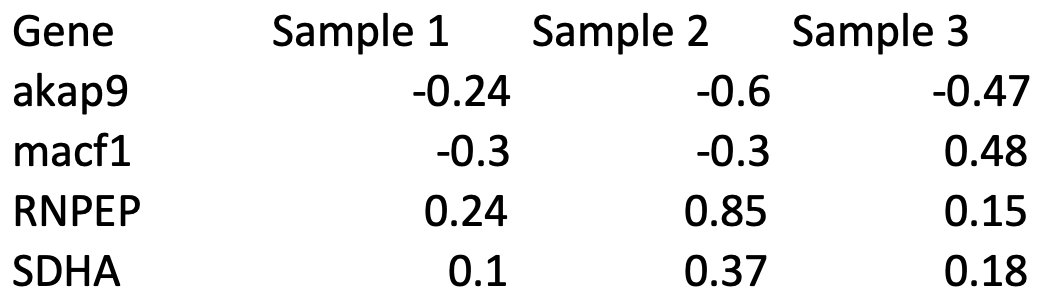 Gene Sample 1 Sample 2 Sample 3
akap9 -0.24 -0.6 -0.47
macf1 -0.3 -0.3 0.48
RNPEP 0.24 0.85 0.15
SDHA 0.1 0.37 0.18